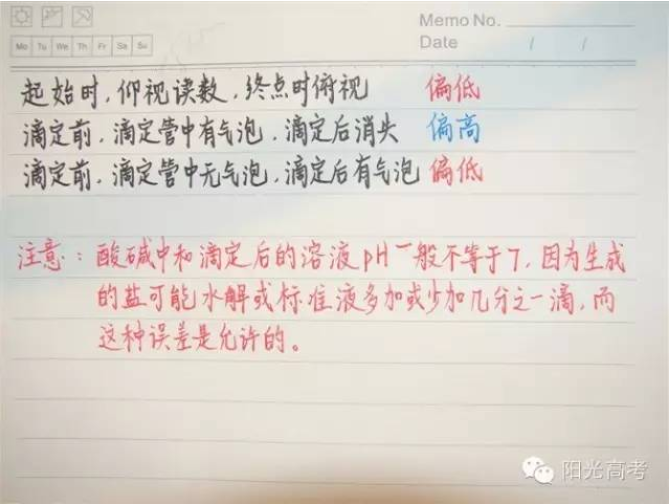 Memo No.
Mo Tu We Th Fr Sa Su
Date / /
起始时,仰视读数,终点时俯视 偏低
滴定前,滴定管中有气泡,滴定后消失 偏高
滴定前,滴定管中无气泡,滴定后有气泡 偏低
注意:酸碱中和滴定后的溶液pH一般不等于7,因为生成
的盐可能水解或标准液多加或少加几分之一滴,而
这种误差是允许的。
阳光高考